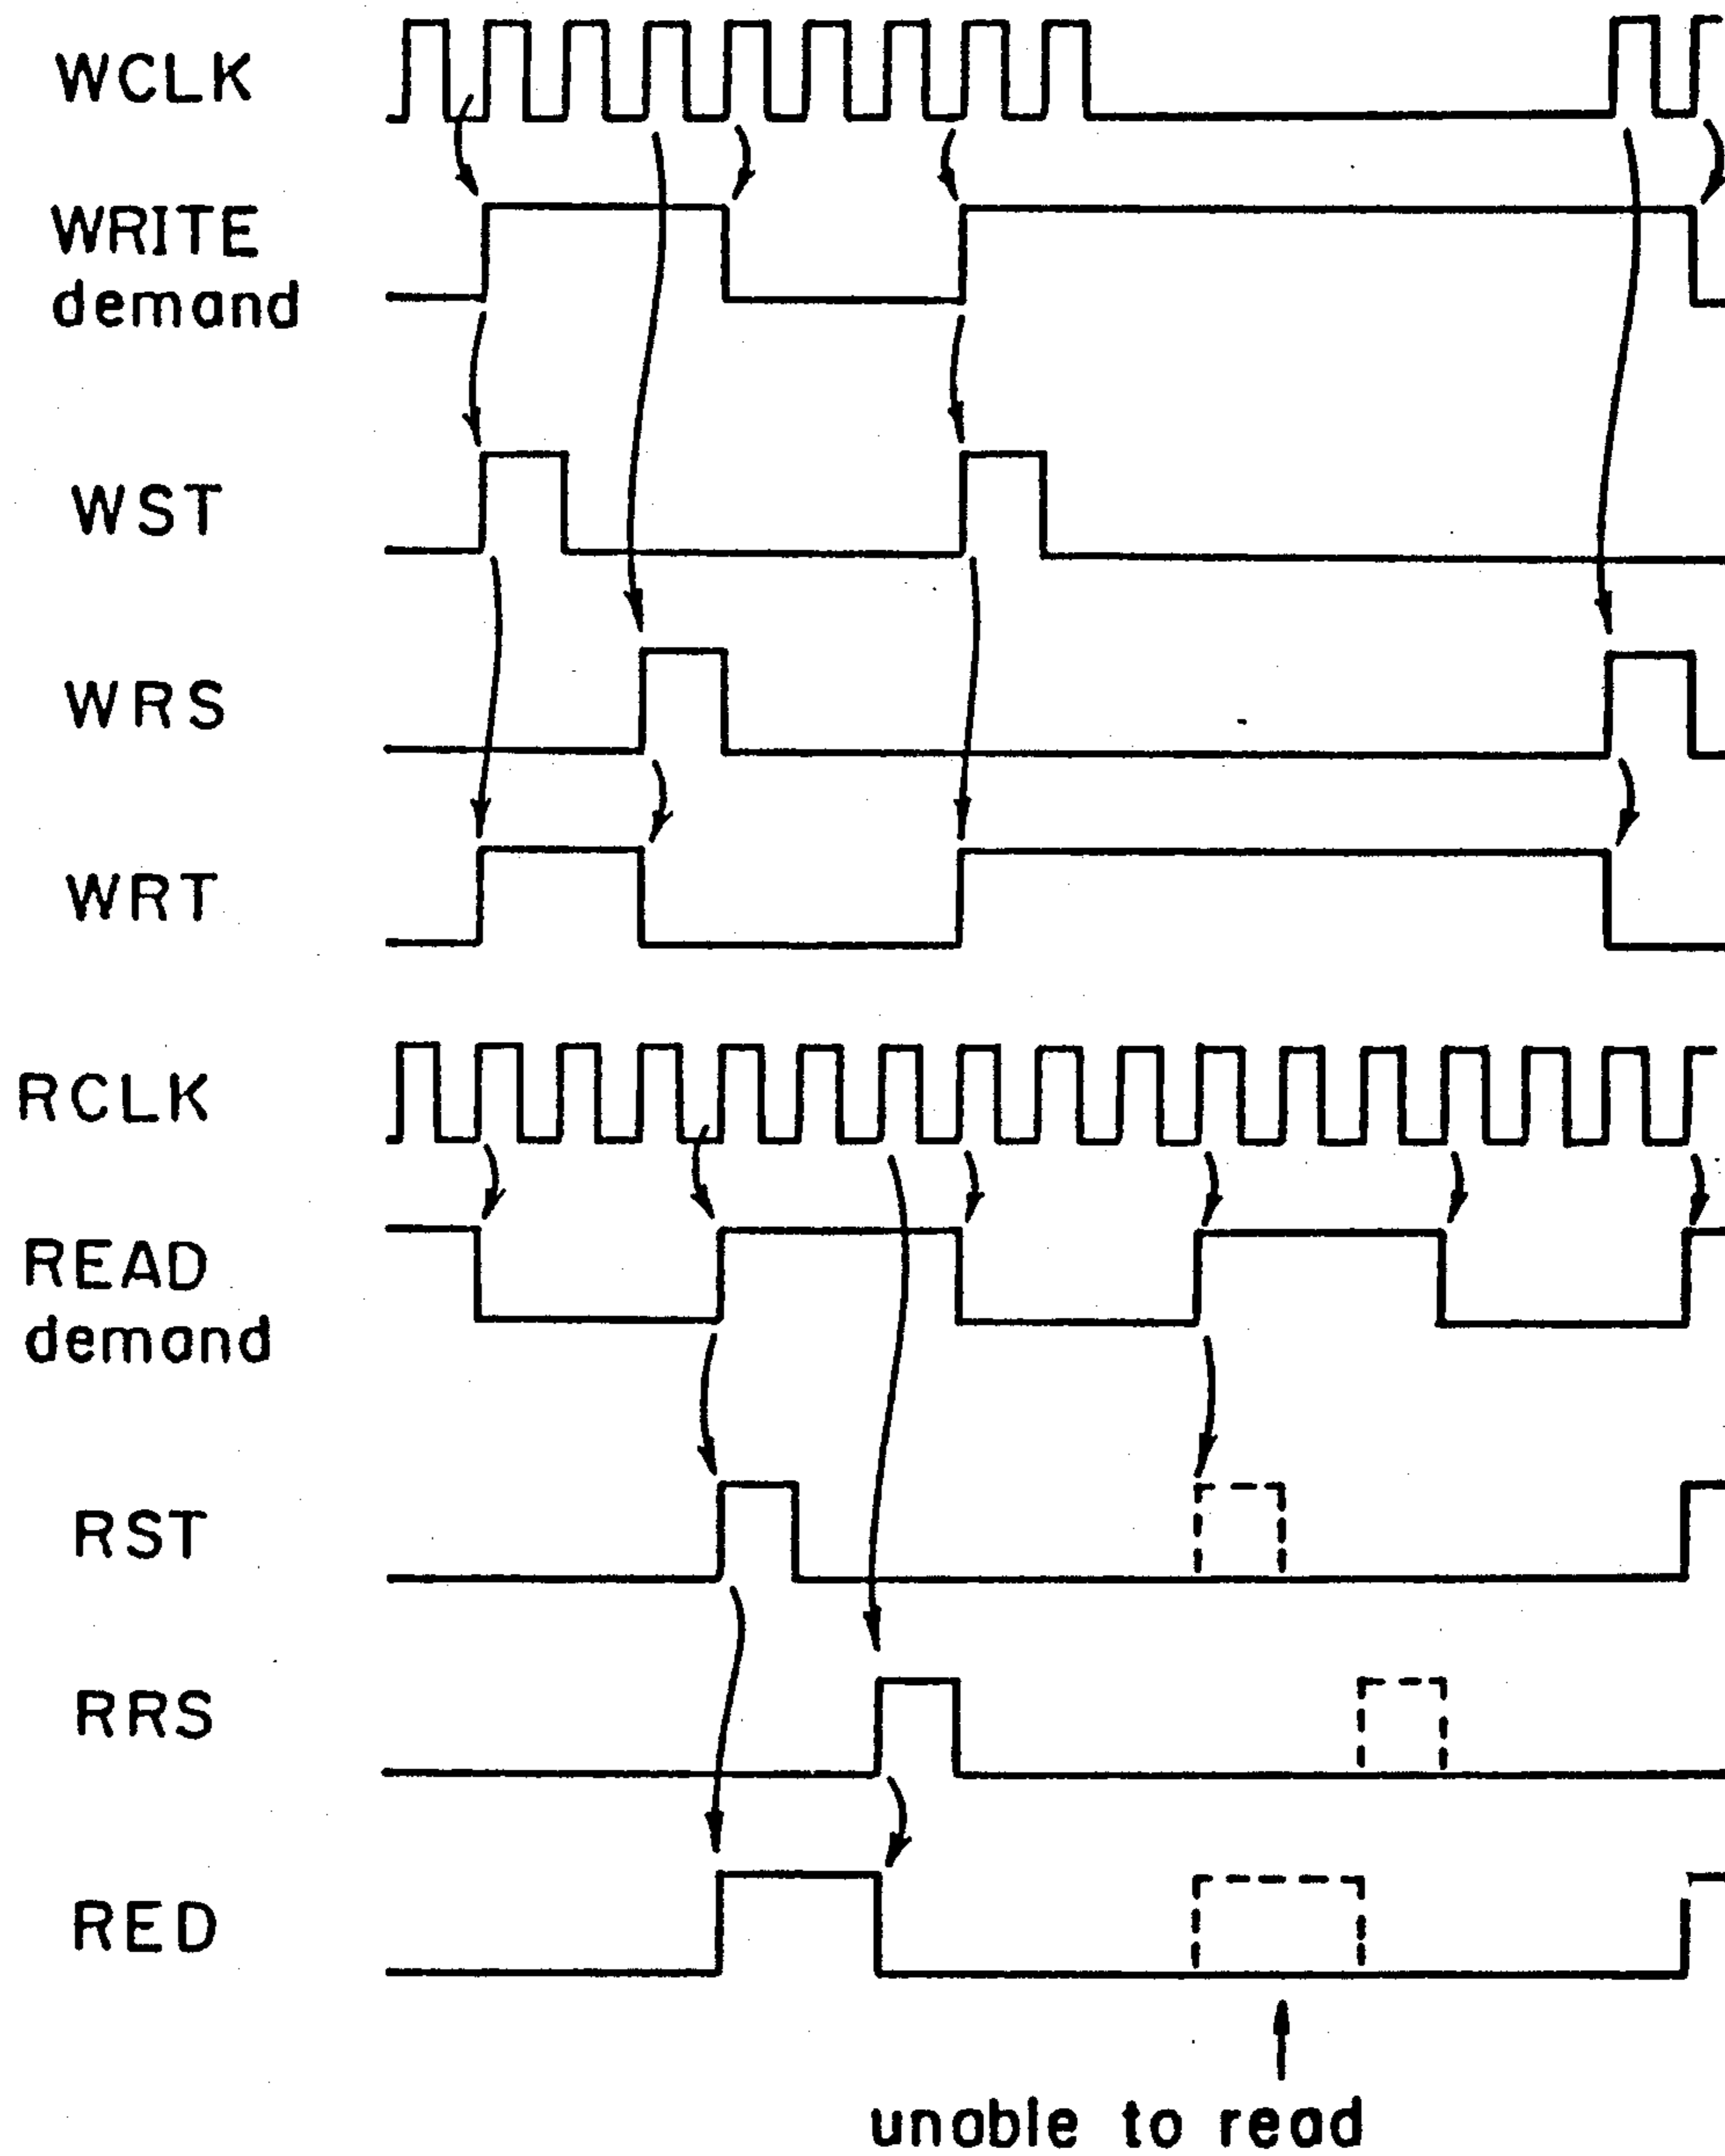 WCLK
WRITE
demand
WST
WRS
WRT
RCLK
READ
demand
RST
RRS
RED
unable to read